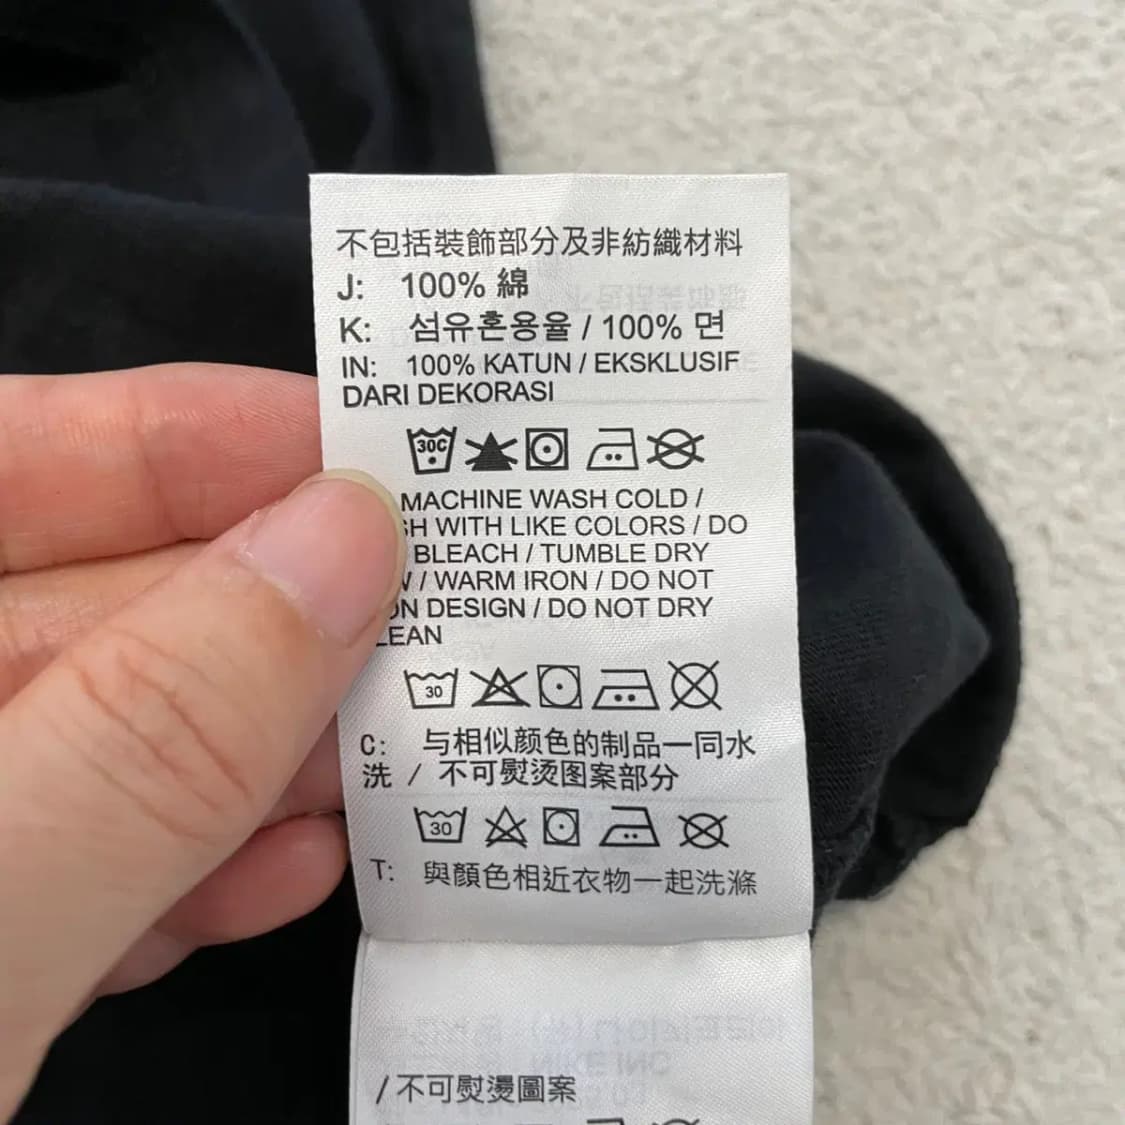 不包括裝飾部分及非紡織材料
J: 100% 綿
K: 섬유혼용율 / 100% 면
IN: 100% KATUN / EKSKLUSIF
DARI DEKORASI
30C
MACHINE WASH COLD /
SH WITH LIKE COLORS / DO
BLEACH / TUMBLE DRY
W / WARM IRON / DO NOT
ON DESIGN / DO NOT DRY
LEAN
30
C: 与相似颜色的制品一同水
洗 / 不可熨烫图案部分
30
T: 與顏色相近衣物一起洗滌
NIKE INC
/不可熨燙圖案